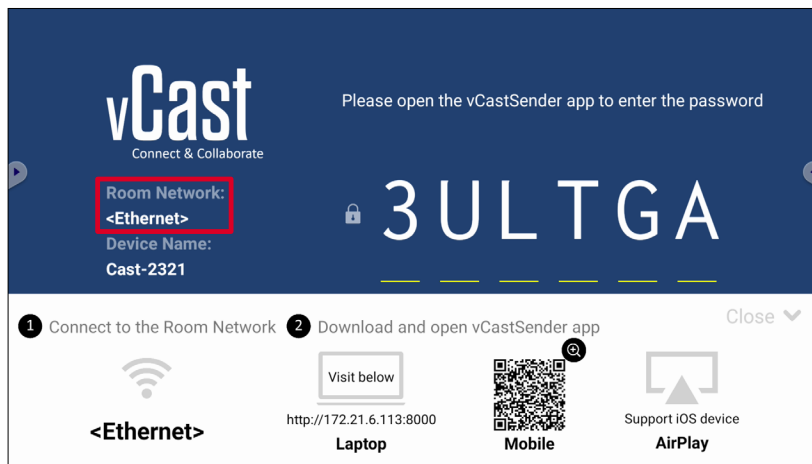 vCast
Connect & Collaborate
Please open the vCastSender app to enter the password
Room Network:
<Ethernet>
Device Name:
Cast-2321
3ULTGA
Close
1 Connect to the Room Network
2 Download and open vCastSender app
<Ethernet>
Visit below
http://172.21.6.113:8000
Laptop
Mobile
Support iOS device
AirPlay